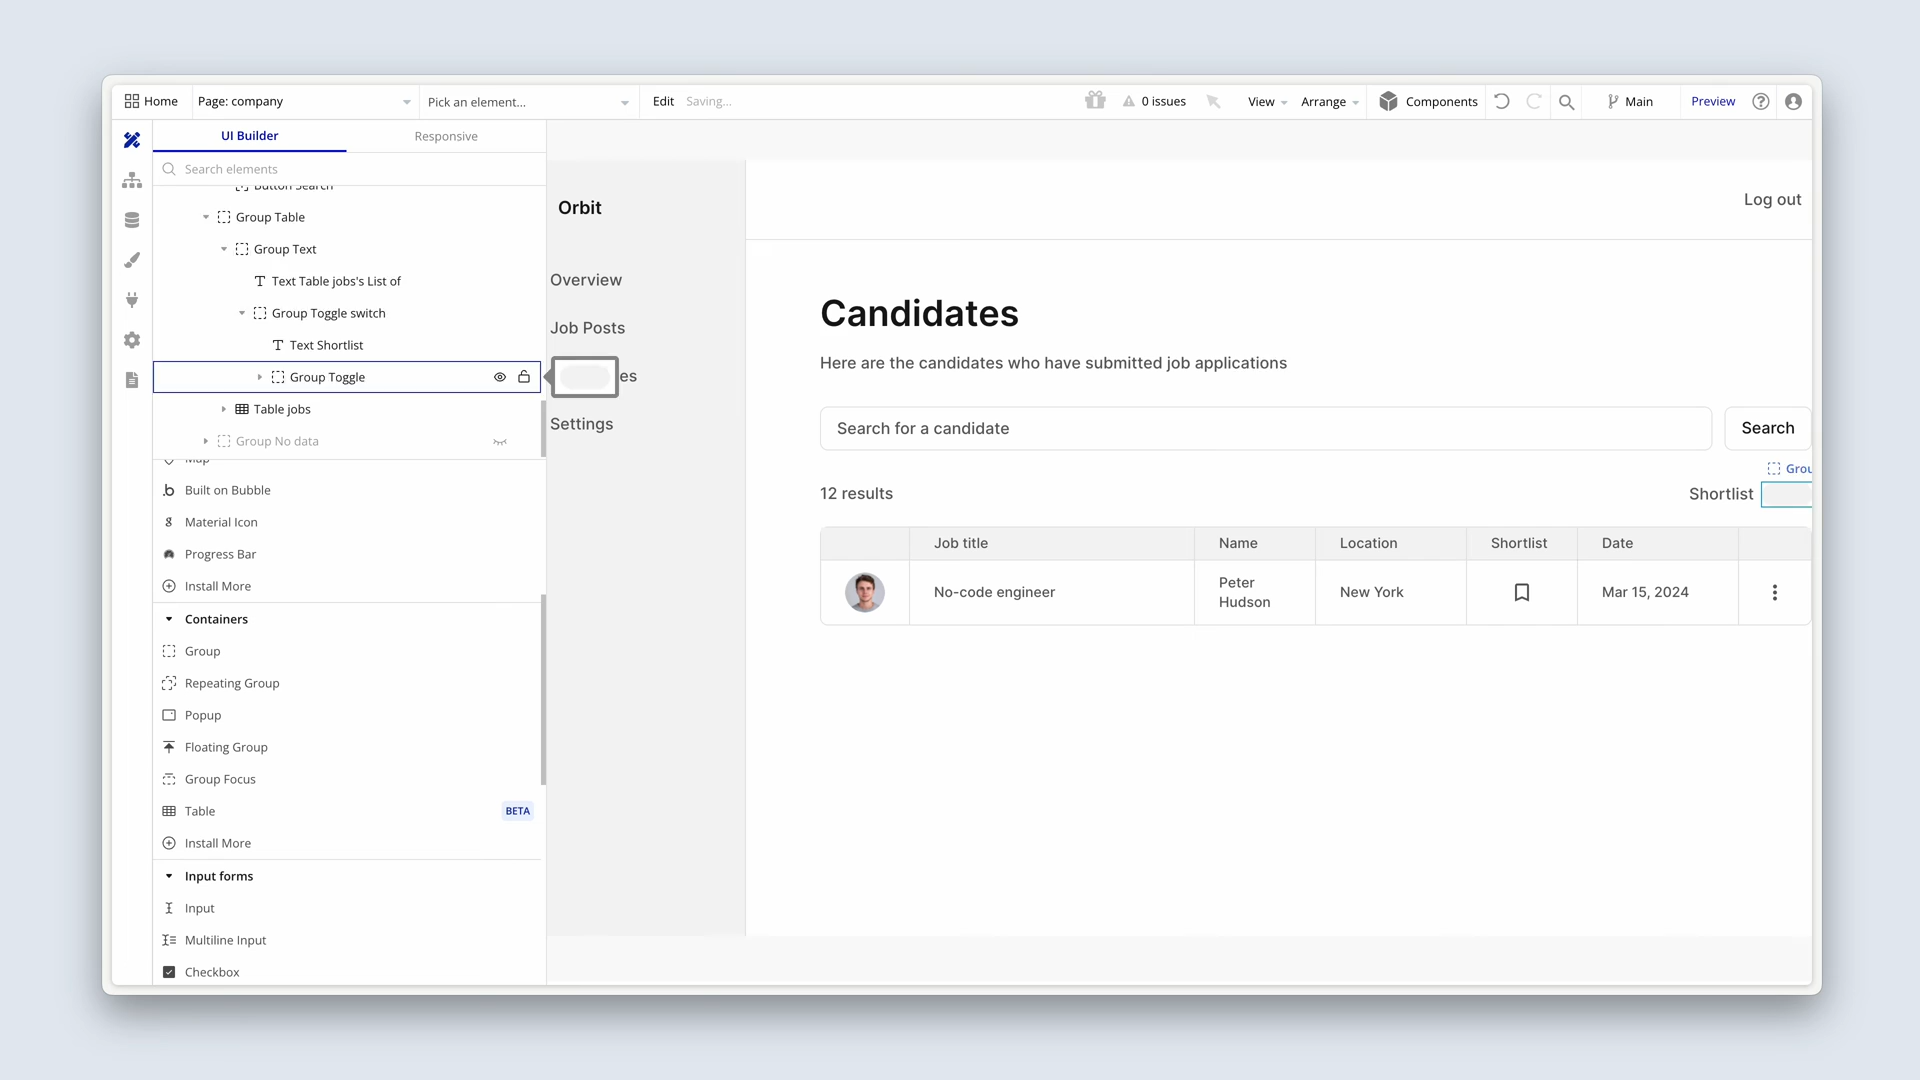 Home
Page: company
Pick an element...
Edit
Saving...
0 issues
View
Arrange
Components
Main
Preview
UI Builder
Responsive
Search elements
Button Search
Group Table
Group Text
Text Table jobs's List of
Group Toggle switch
Text Shortlist
Group Toggle
Table jobs
Group No data
Map
Built on Bubble
Material Icon
Progress Bar
Install More
Containers
Group
Repeating Group
Popup
Floating Group
Group Focus
Table
BETA
Install More
Input forms
Input
Multiline Input
Checkbox
Orbit
Overview
Job Posts
es
Settings
Log out
Candidates
Here are the candidates who have submitted job applications
Search for a candidate
Search
Grou
12 results
Shortlist
Job title
Name
Location
Shortlist
Date
No-code engineer
Peter
Hudson
New York
Mar 15, 2024